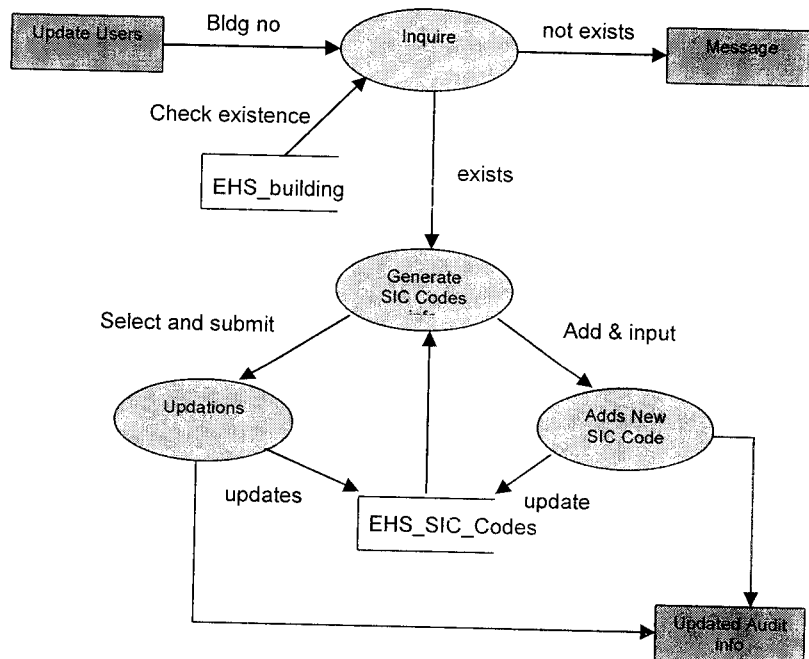 Update Users
Bldg no
Inquire
not exists
Message
Check existence
EHS_building
exists
Generate
SIC Codes
Select and submit
Add & input
Updations
Adds New
SIC Code
updates
update
EHS_SIC_Codes
Updated Audit
Info